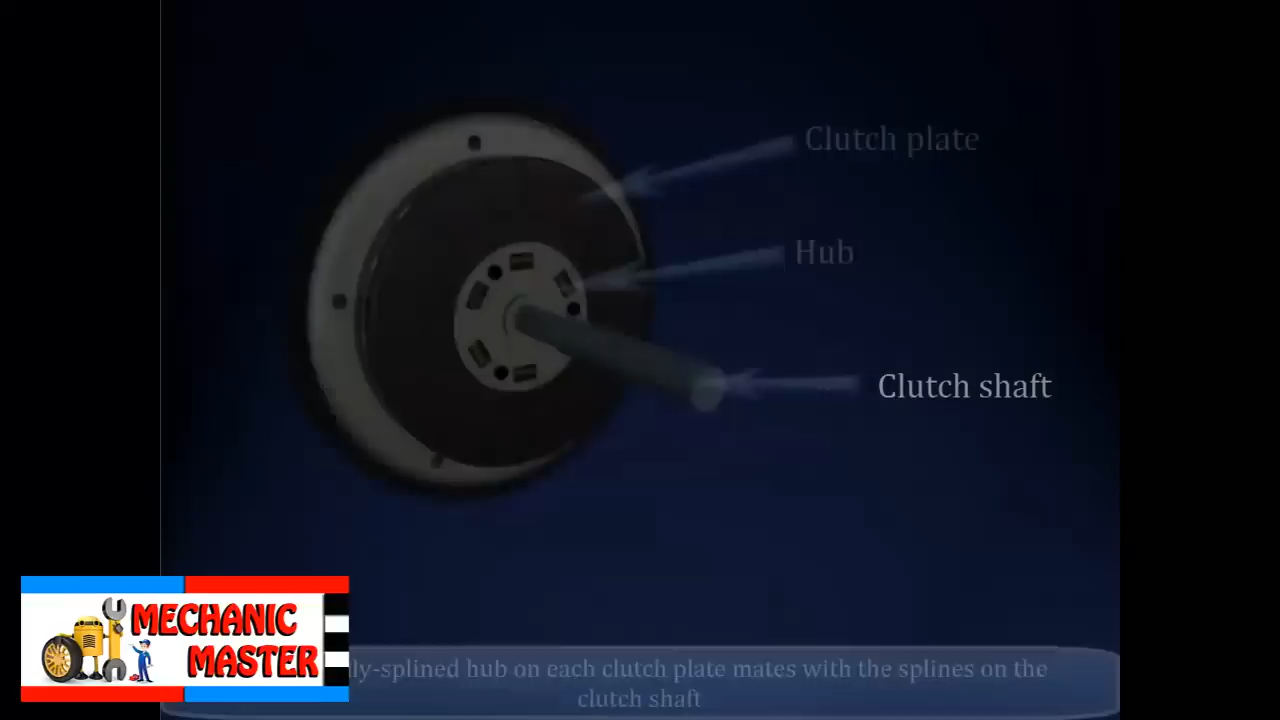 Clutch plate
Hub
Clutch shaft
MECHANIC
MASTER
ly-splined hub on each clutch plate mates with the splines on the
clutch shaft